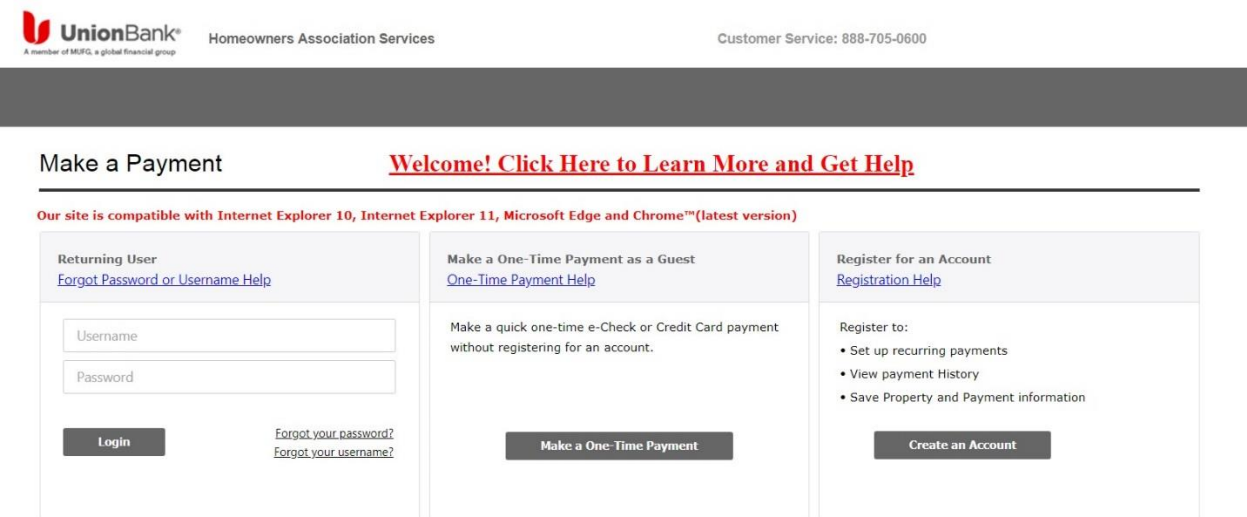 UnionBank®
A member of MUFG, a global financial group
Homeowners Association Services
Customer Service: 888-705-0600
Make a Payment
Welcome! Click Here to Learn More and Get Help
Our site is compatible with Internet Explorer 10, Internet Explorer 11, Microsoft Edge and Chrome™(latest version)
Returning User
Forgot Password or Username Help
Username
Password
Login
Forgot your password?
Forgot your username?
Make a One-Time Payment as a Guest
One-Time Payment Help
Make a quick one-time e-Check or Credit Card payment
without registering for an account.
Make a One-Time Payment
Register for an Account
Registration Help
Register to:
• Set up recurring payments
• View payment History
• Save Property and Payment information
Create an Account